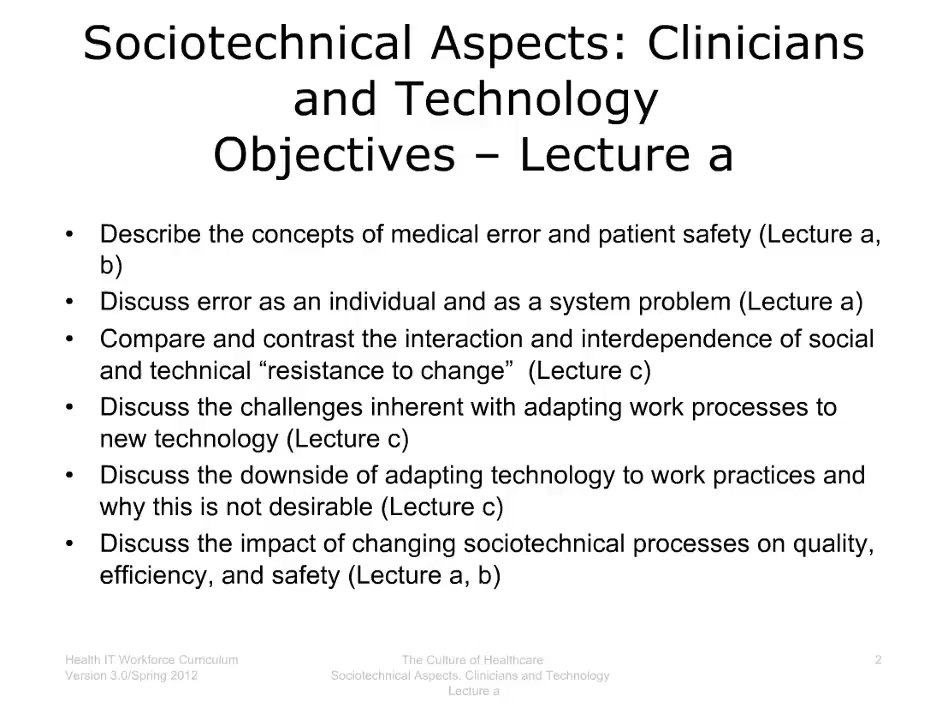 Sociotechnical Aspects: Clinicians
and Technology
Objectives – Lecture a
• Describe the concepts of medical error and patient safety (Lecture a,
b)
• Discuss error as an individual and as a system problem (Lecture a)
• Compare and contrast the interaction and interdependence of social
and technical “resistance to change”  (Lecture c)
• Discuss the challenges inherent with adapting work processes to
new technology (Lecture c)
• Discuss the downside of adapting technology to work practices and
why this is not desirable (Lecture c)
• Discuss the impact of changing sociotechnical processes on quality,
efficiency, and safety (Lecture a, b)
Health IT Workforce Curriculum
Version 3.0/Spring 2012
The Culture of Healthcare
Sociotechnical Aspects. Clinicians and Technology
Lecture a
2